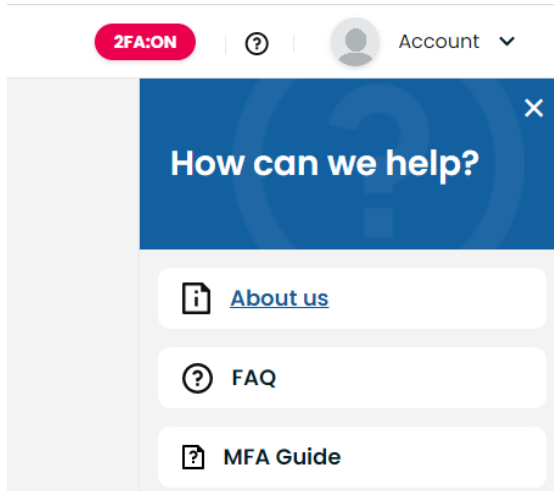 2FA:ON
Account
How can we help?
About us
FAQ
MFA Guide